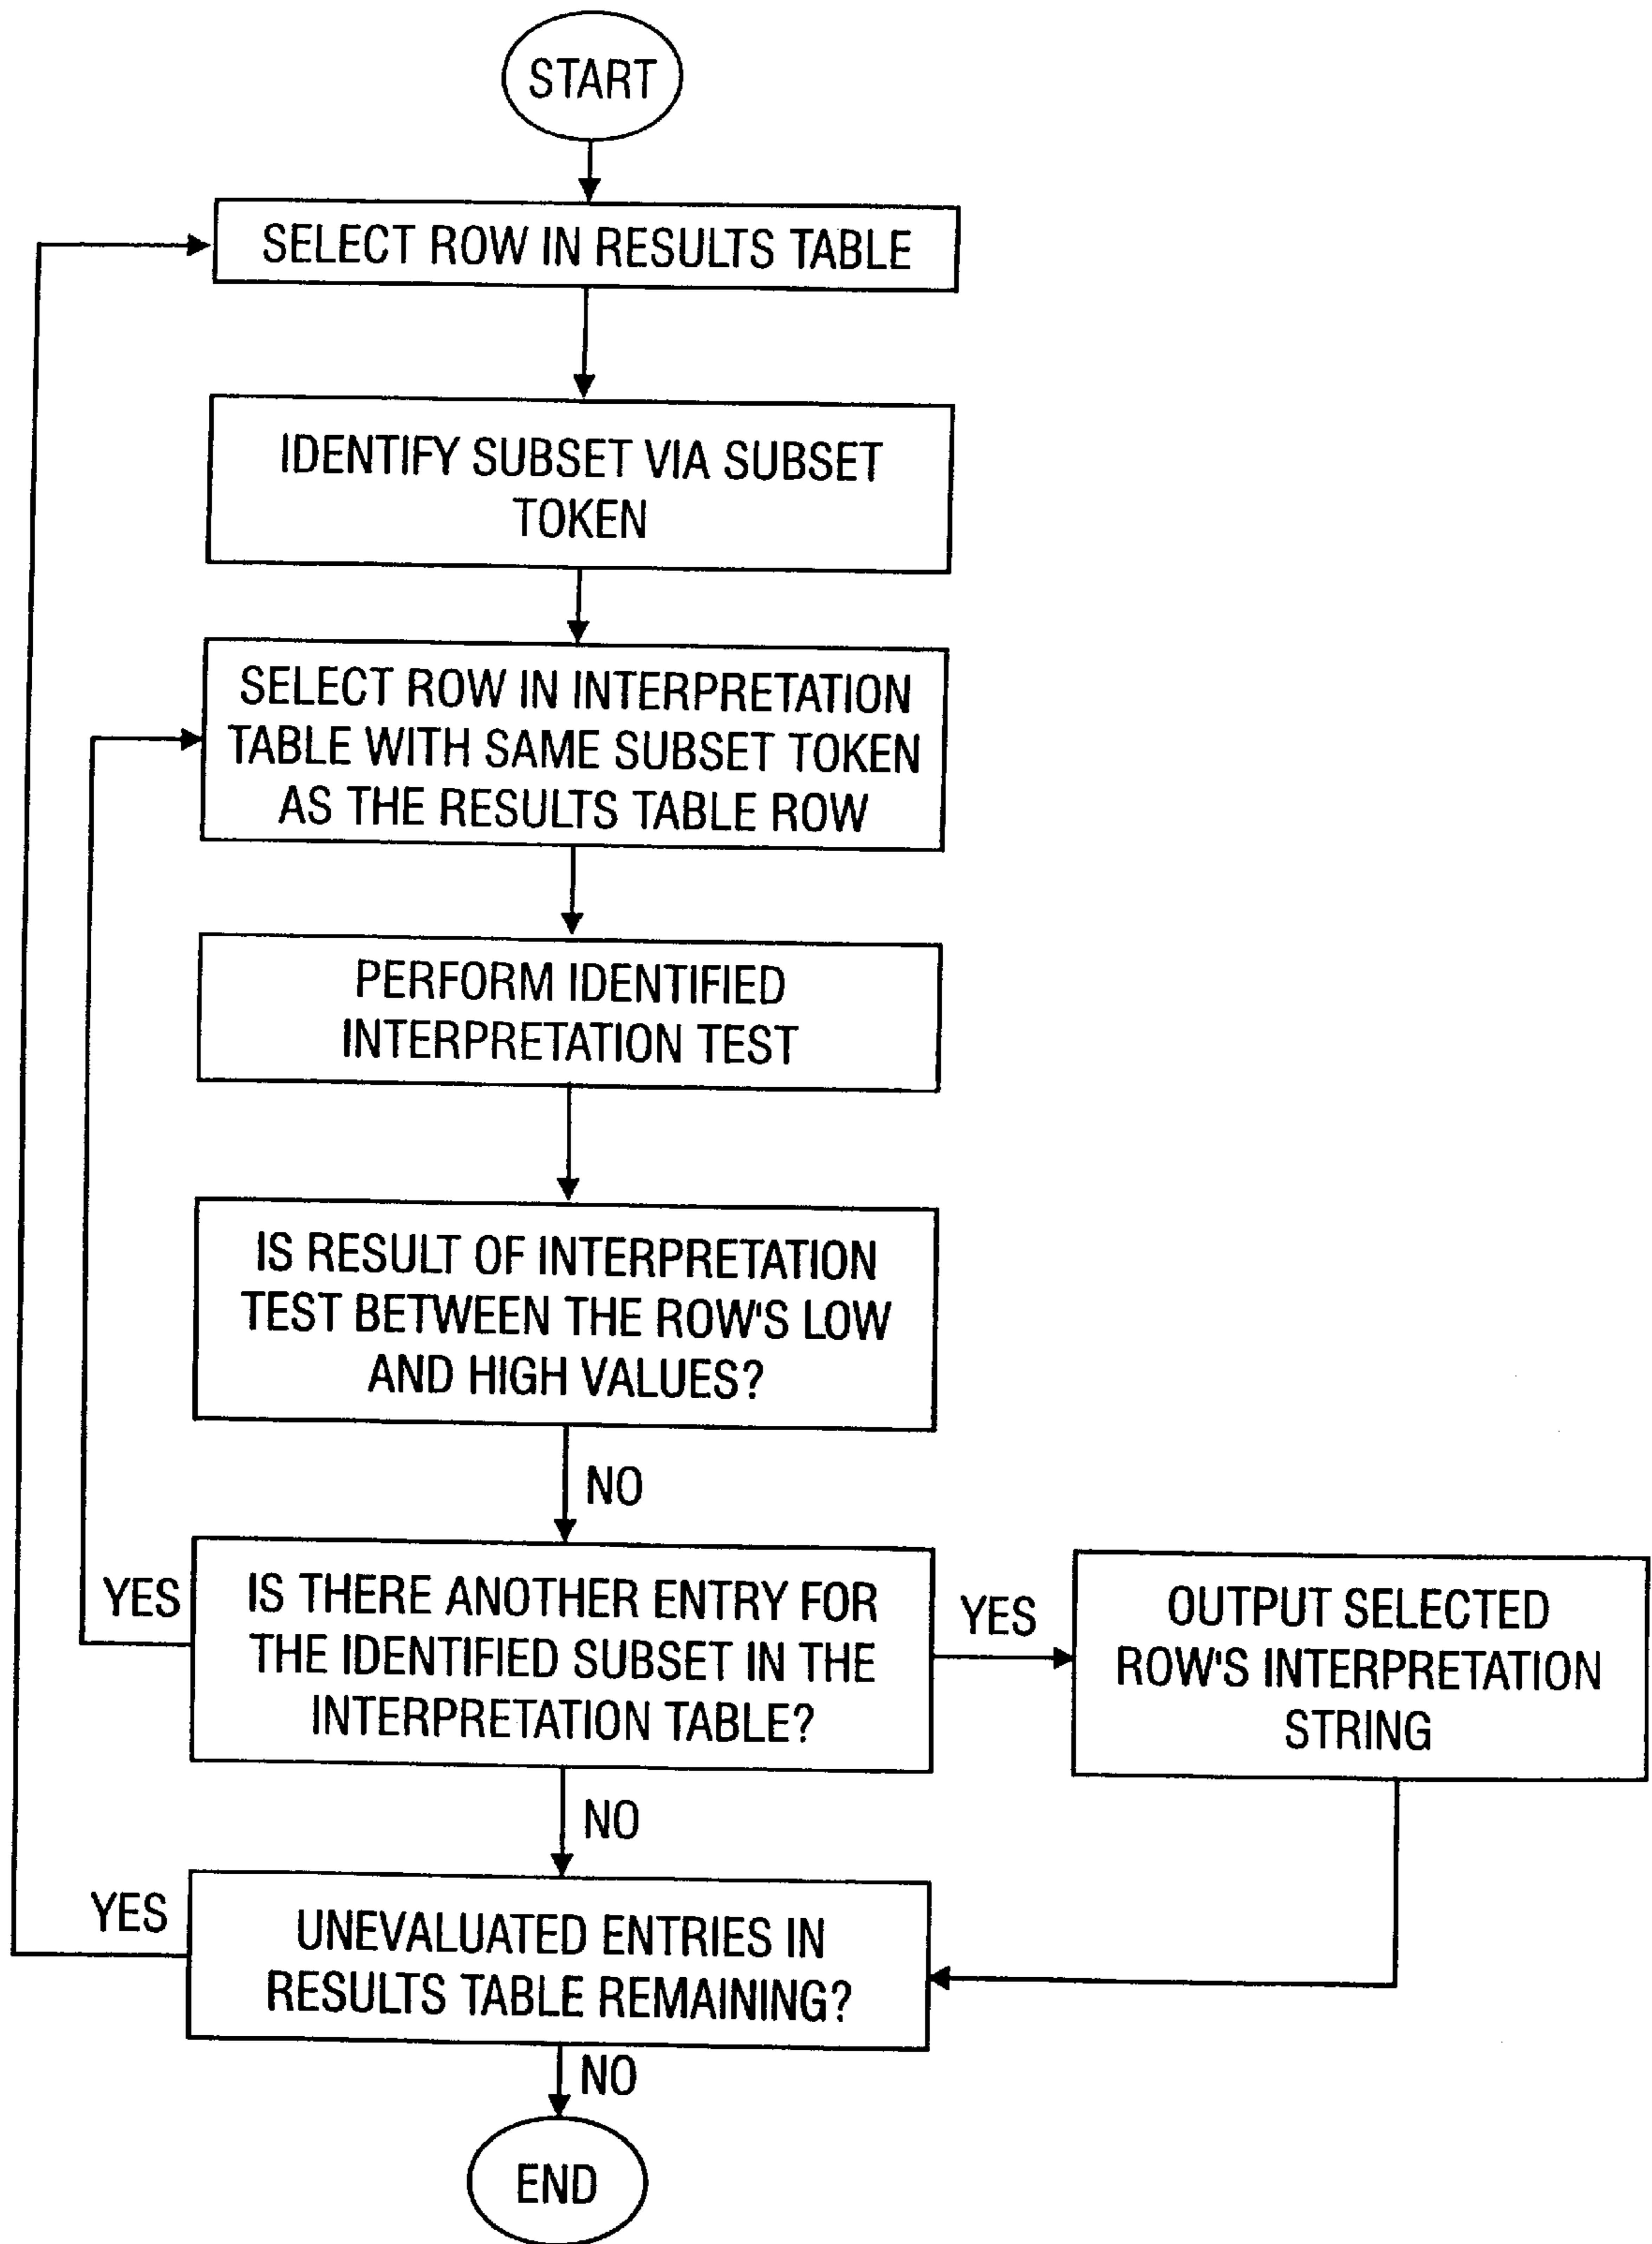 START
SELECT ROW IN RESULTS TABLE
IDENTIFY SUBSET VIA SUBSET
TOKEN
SELECT ROW IN INTERPRETATION
TABLE WITH SAME SUBSET TOKEN
AS THE RESULTS TABLE ROW
PERFORM IDENTIFIED
INTERPRETATION TEST
IS RESULT OF INTERPRETATION
TEST BETWEEN THE ROW'S LOW
AND HIGH VALUES?
NO
YES
IS THERE ANOTHER ENTRY FOR
THE IDENTIFIED SUBSET IN THE
INTERPRETATION TABLE?
YES
OUTPUT SELECTED
ROW'S INTERPRETATION
STRING
NO
YES
UNEVALUATED ENTRIES IN
RESULTS TABLE REMAINING?
NO
END